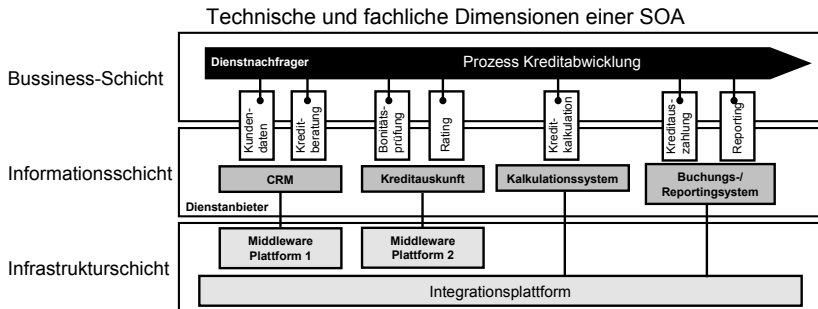 Technische und fachliche Dimensionen einer SOA
Bussiness-Schicht
Dienstnachfrager
Prozess Kreditabwicklung
Kunden-
daten
Kredit-
beratung
Bonitäts-
prüfung
Rating
Kredit-
kalkulation
Kreditaus-
zahlung
Reporting
Informationsschicht
CRM
Kreditauskunft
Kalkulationssystem
Buchungs-/
Reportingsystem
Dienstanbieter
Infrastrukturschicht
Middleware
Plattform 1
Middleware
Plattform 2
Integrationsplattform